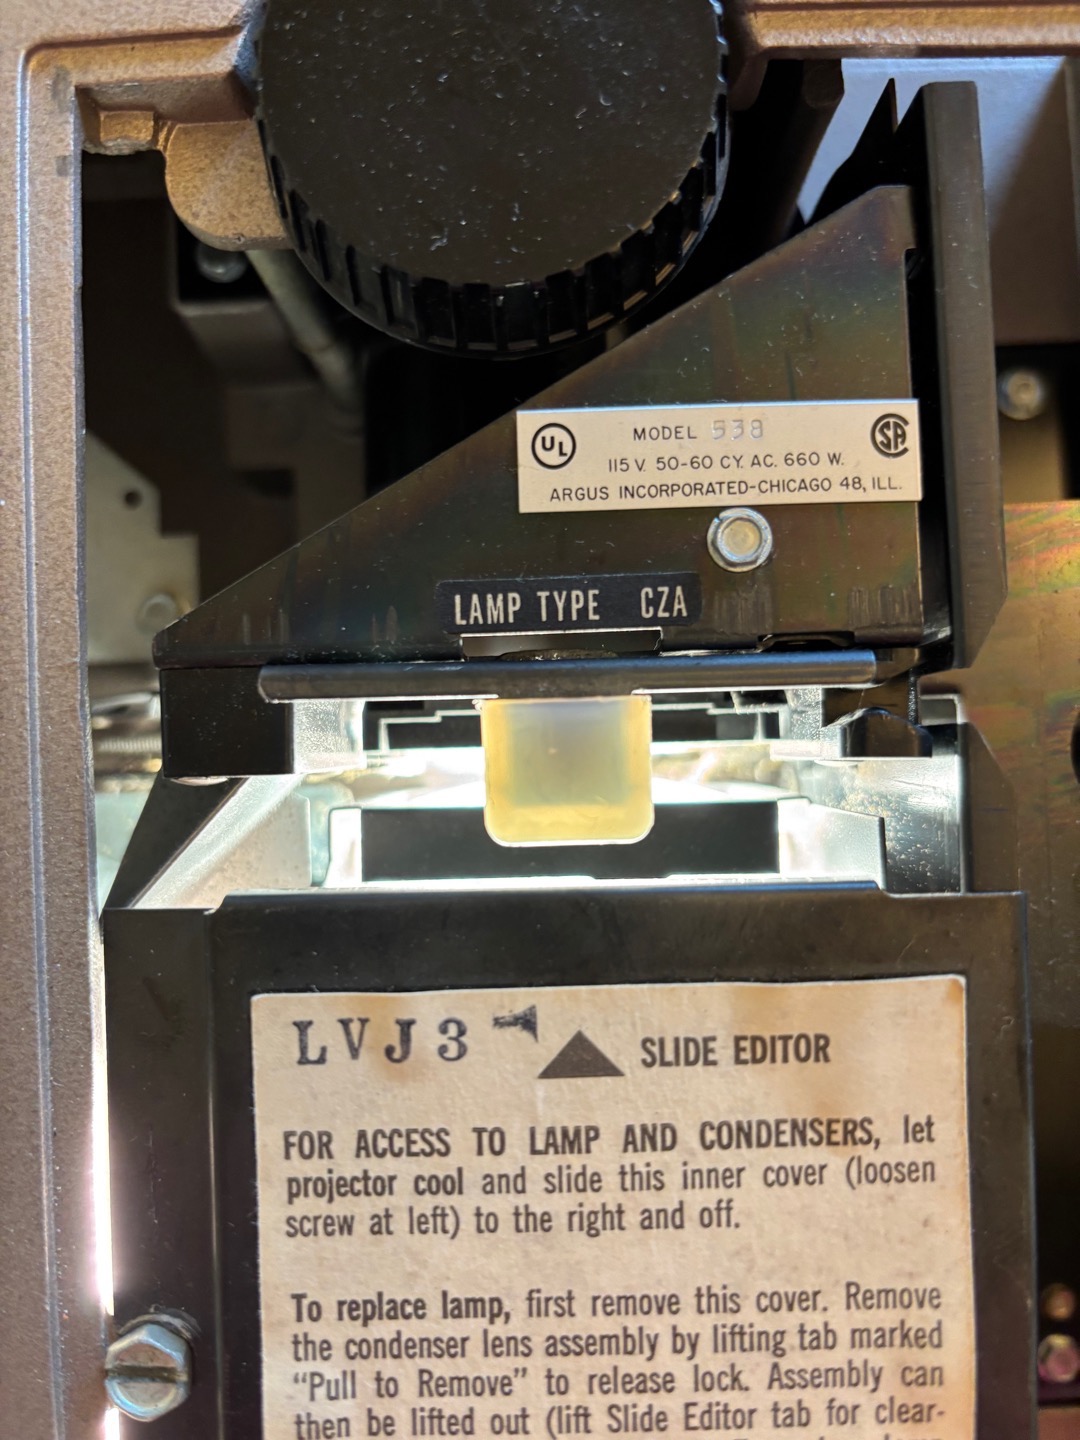 UL
MODEL 538
SA
115 V. 50-60 CY. AC. 660 W.
ARGUS INCORPORATED-CHICAGO 48, ILL.
LAMP TYPE CZA
LVJ3
SLIDE EDITOR
FOR ACCESS TO LAMP AND CONDENSERS, let
projector cool and slide this inner cover (loosen
screw at left) to the right and off.
To replace lamp, first remove this cover. Remove
the condenser lens assembly by lifting tab marked
“Pull to Remove” to release lock. Assembly can
then be lifted out (lift Slide Editor tab for clear-